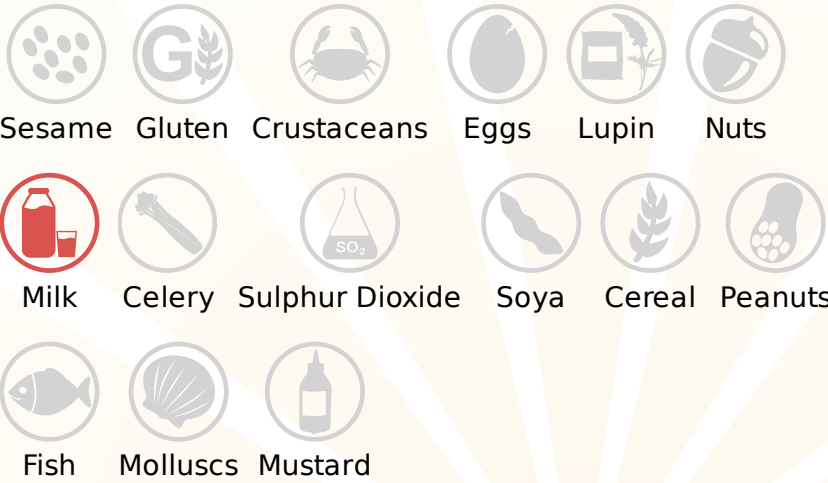 G
Sesame Gluten Crustaceans Eggs Lupin Nuts
SO₂
Milk Celery Sulphur Dioxide Soya Cereal Peanuts
Fish Molluscs Mustard